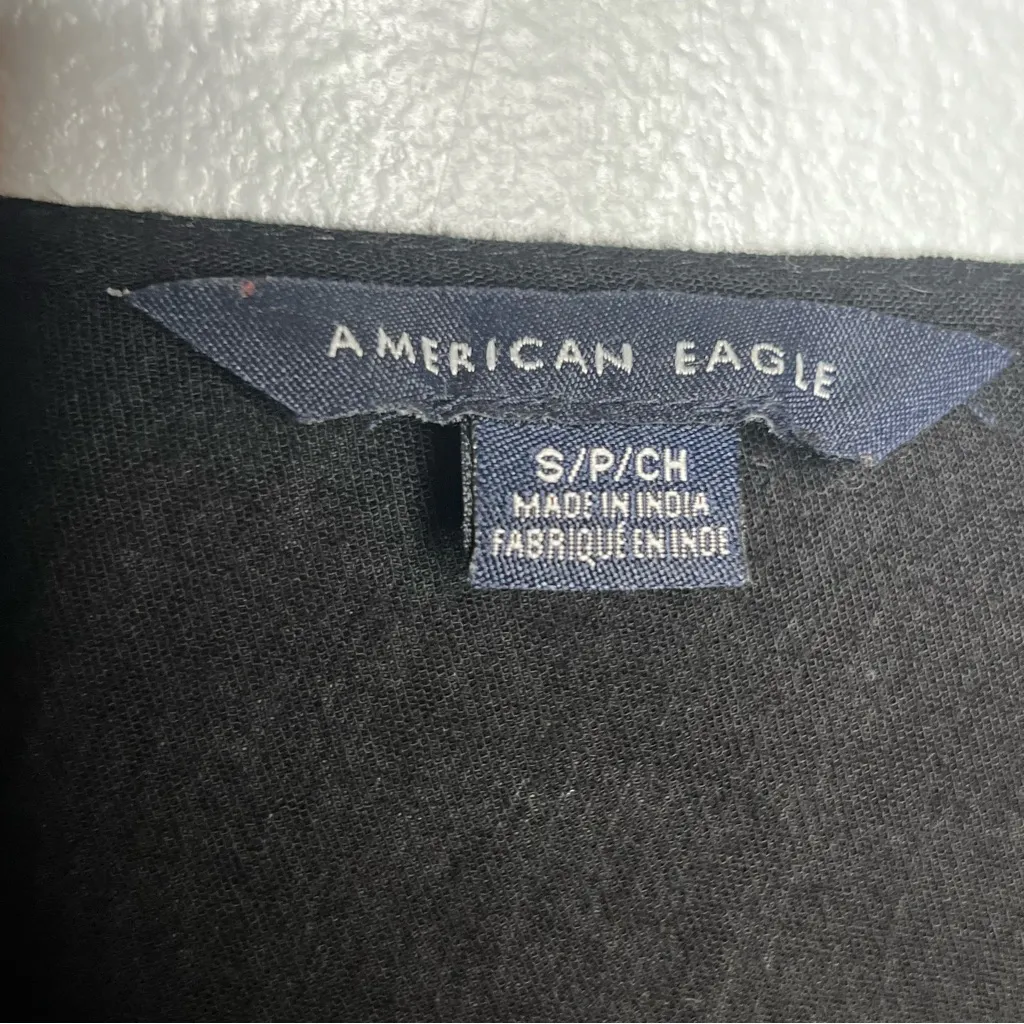 AMERICAN EAGLE
S/P/CH
MADE IN INDIA
FABRIQUÉ EN INDE